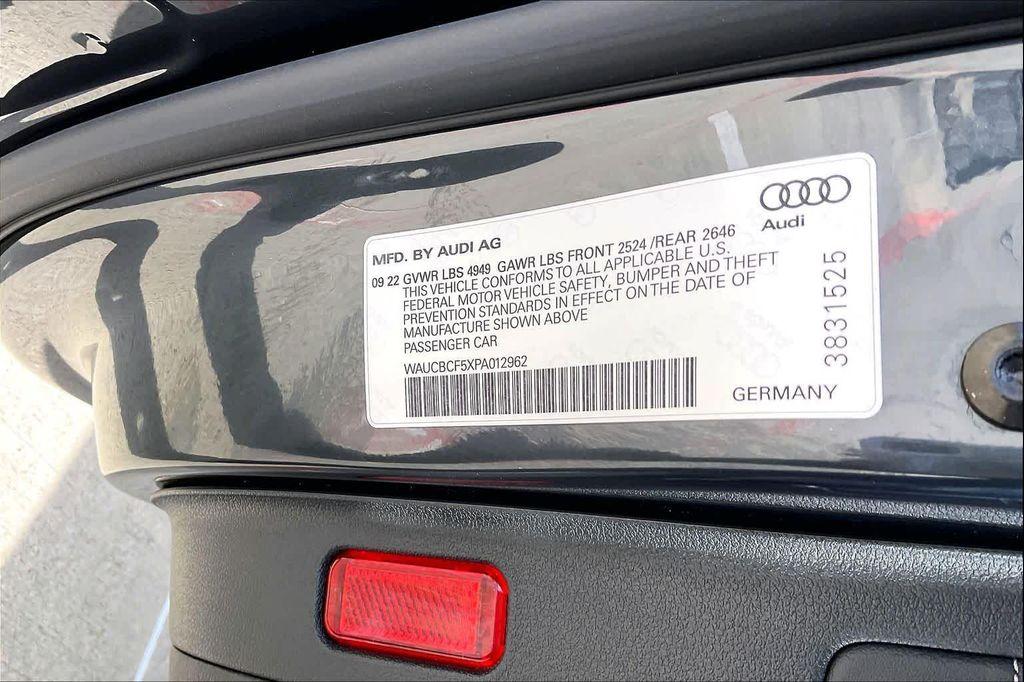 Audi
MFD. BY AUDI AG
09 22 GVWR LBS 4949 GAWR LBS FRONT 2524 /REAR 2646
THIS VEHICLE CONFORMS TO ALL APPLICABLE U.S.
FEDERAL MOTOR VEHICLE SAFETY, BUMPER AND THEFT
PREVENTION STANDARDS IN EFFECT ON THE DATE OF
MANUFACTURE SHOWN ABOVE
PASSENGER CAR
WAUCBCF5XPA012962
GERMANY
3831525